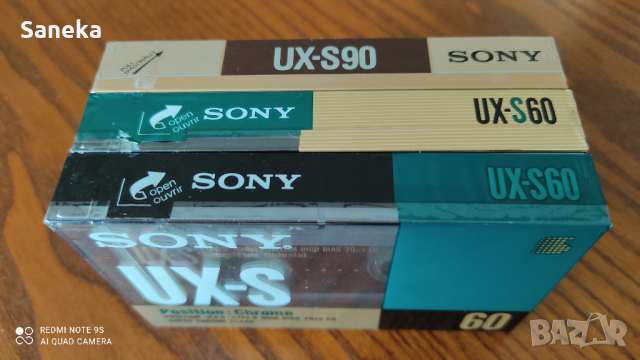 Saneka
UX-S90 SONY
open
ouvrir
SONY
UX-S60
open
ouvrir
SONY
UX-S60
SONY
UX-S
Position: Chrome
60
REDMI NOTE 9S
AI QUAD CAMERA
BAZAR